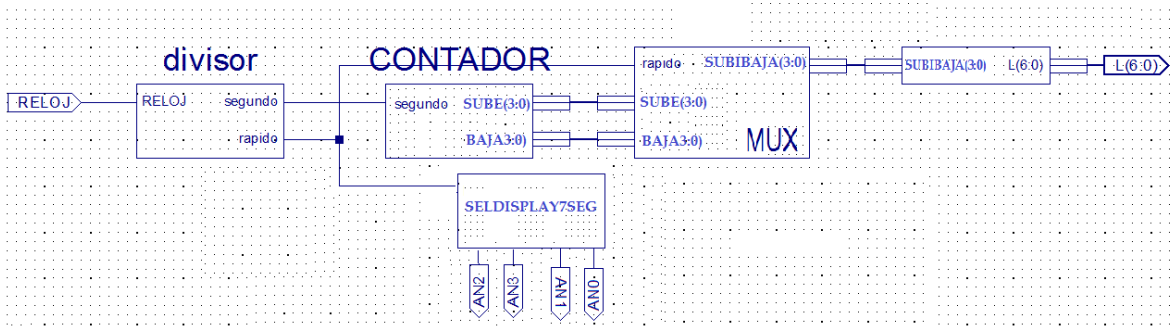 divisor
CONTADOR
RELOJ
RELOJ
segundo
rapido
segundo
SUBE(3:0)
BAJA3:0)
rapido
SUBIBAJA(3:0)
SUBE(3:0)
BAJA3:0)
MUX
SUBIBAJA(3:0)
L(6:0)
L(6:0)
SELDISPLAY7SEG
AN2
AN3
AN1
AN0